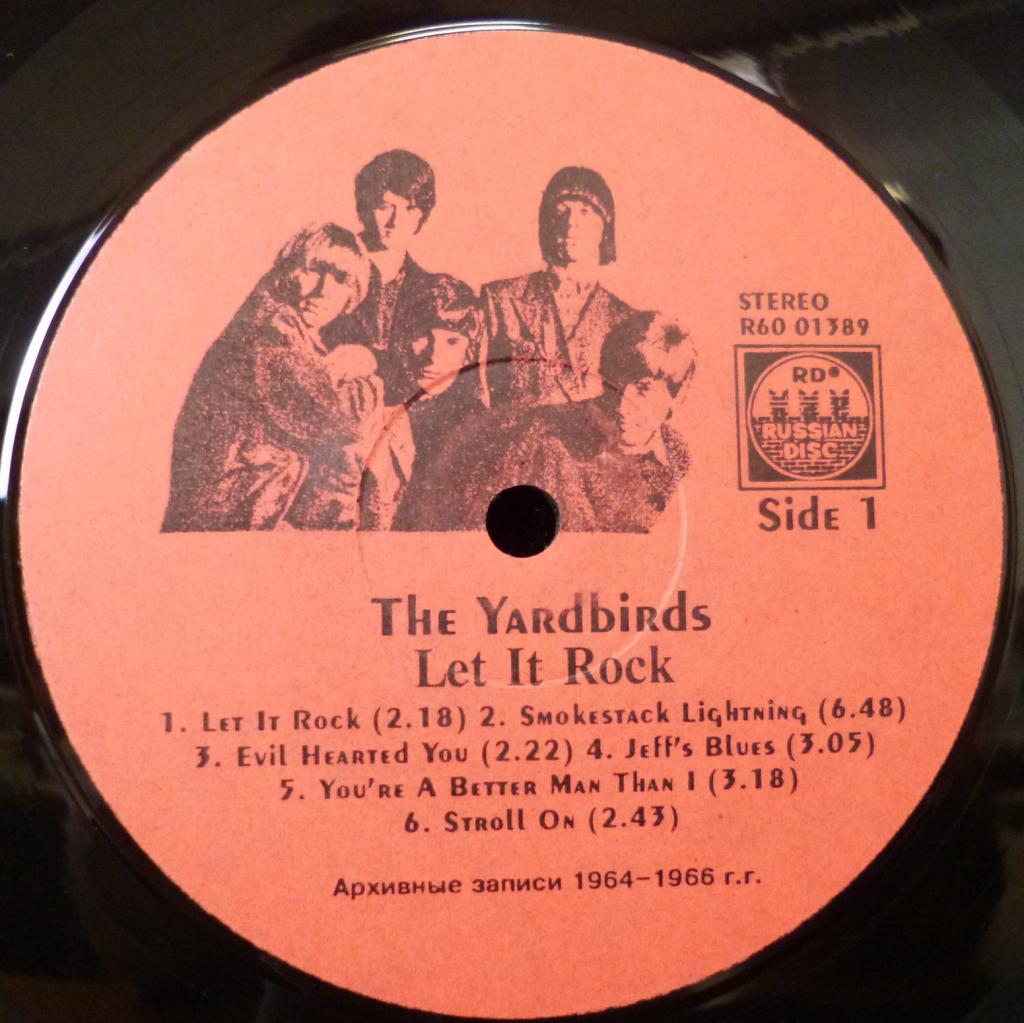 STEREO
R60 01389
RD®
RUSSIAN
DISC
Side 1
The Yardbirds
Let It Rock
1. Let It Rock (2.18) 2. Smokestack Lightning (6.48)
3. Evil Hearted You (2.22) 4. Jeff's Blues (3.05)
5. You're A Better Man Than I (3.18)
6. Stroll On (2.43)
Архивные записи 1964-1966 г.г.